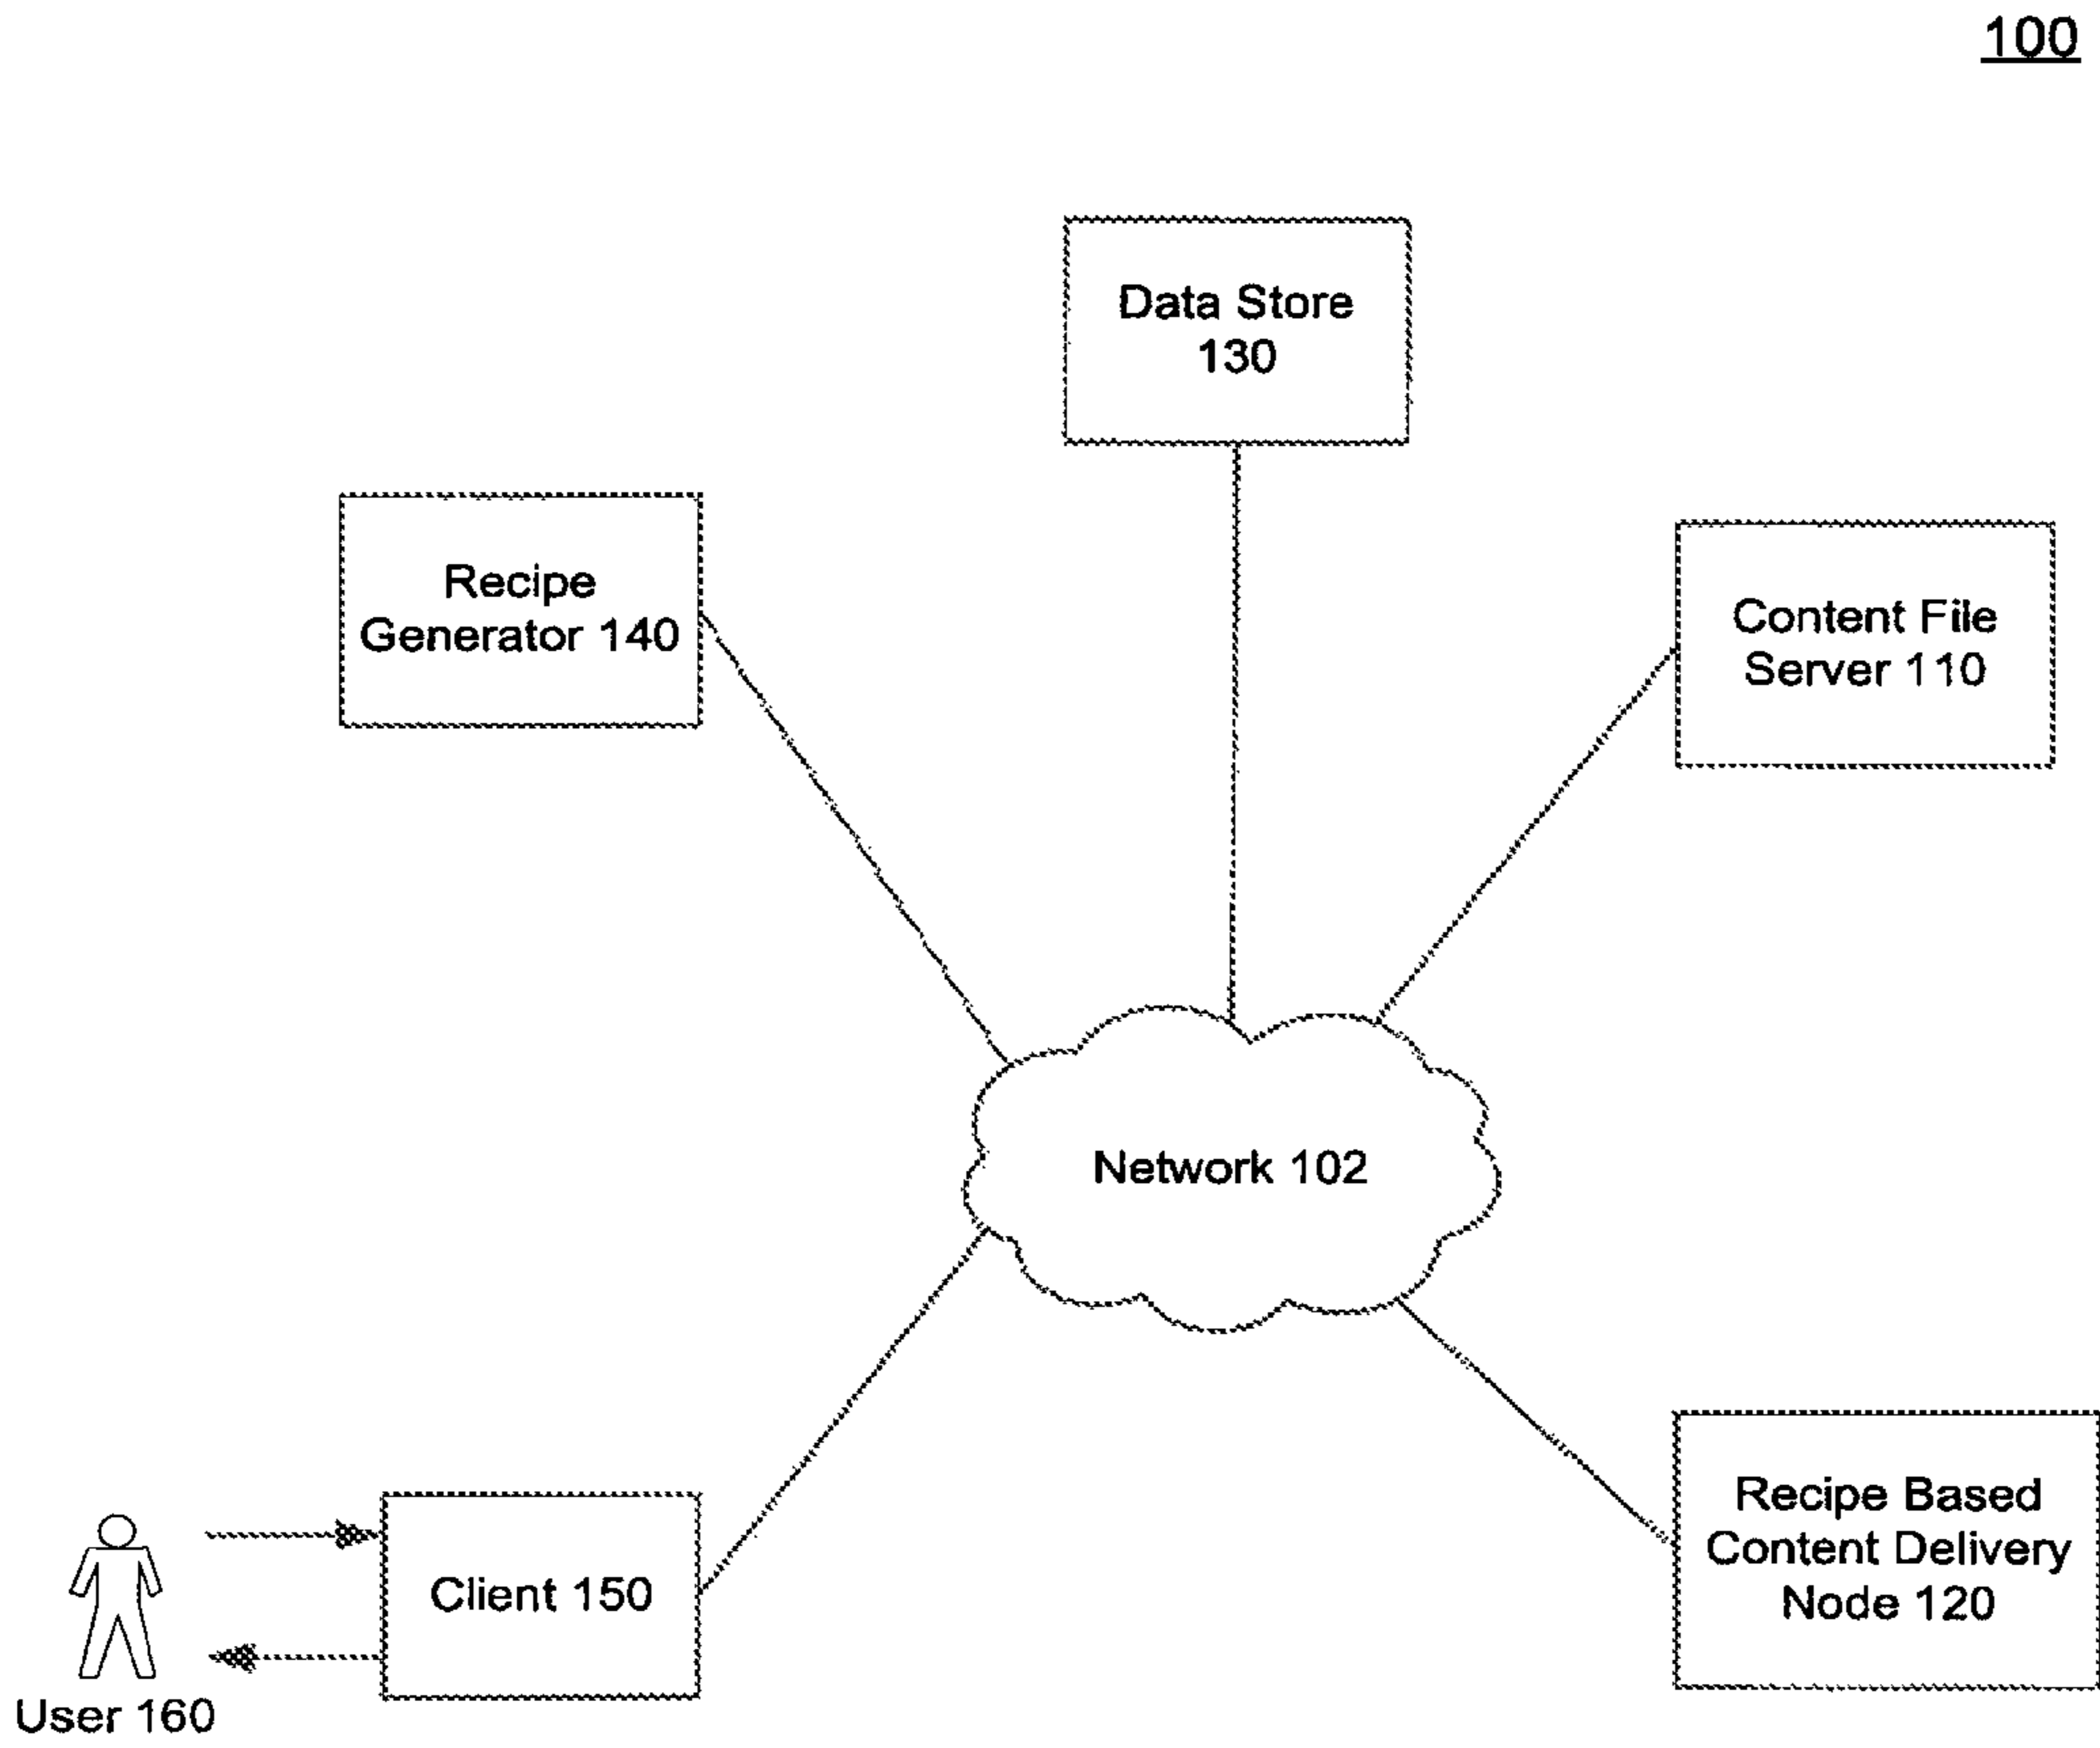 100
Data Store
130
Recipe
Generator 140
Content File
Server 110
Network 102
Recipe Based
Content Delivery
Node 120
Client 150
User 160